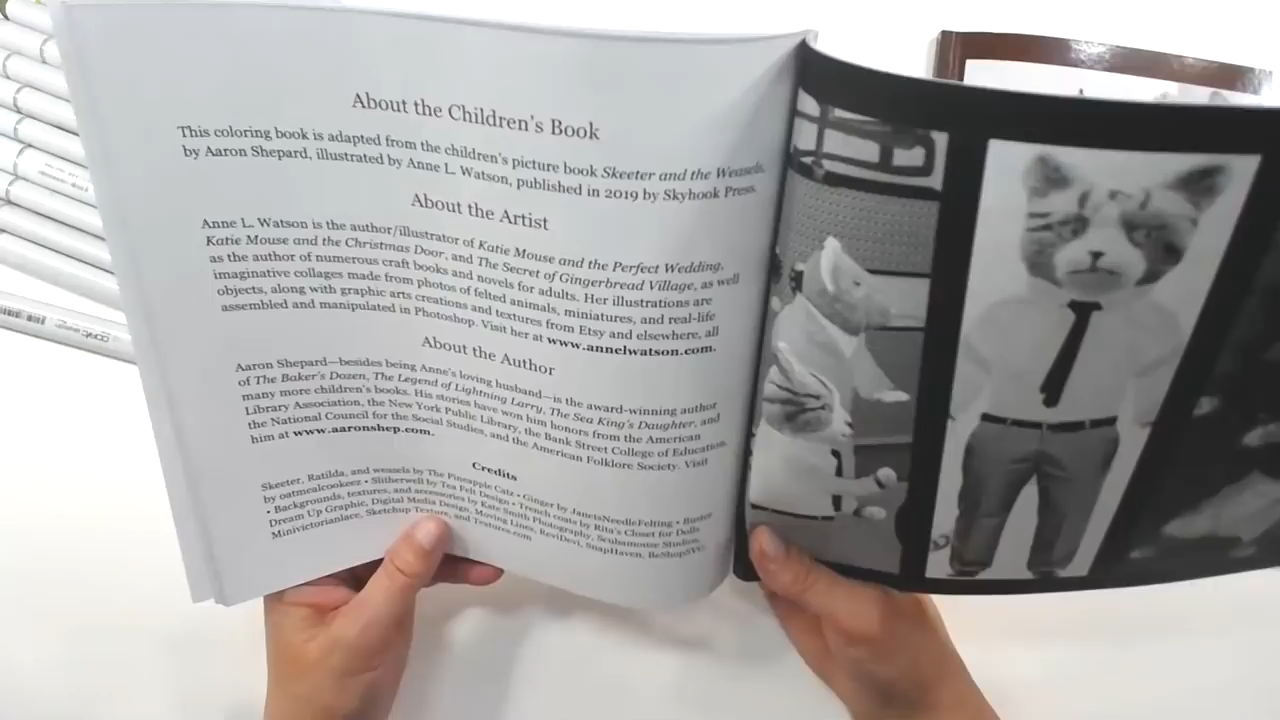 About the Children's Book
This coloring book is adapted from the children's picture book Skeeter and the Weasels,
by Aaron Shepard, illustrated by Anne L. Watson, published in 2019 by Skyhook Press.
About the Artist
Anne L. Watson is the author/illustrator of Katie Mouse and the Perfect Wedding,
Katie Mouse and the Christmas Door, and The Secret of Gingerbread Village, as well
as the author of numerous craft books and novels for adults. Her illustrations are
imaginative collages made from photos of felted animals, miniatures, and real-life
objects, along with graphic arts creations and textures from Etsy and elsewhere, all
assembled and manipulated in Photoshop. Visit her at www.annelwatson.com.
About the Author
Aaron Shepard—besides being Anne's loving husband—is the award-winning author
of The Baker's Dozen, The Legend of Lightning Larry, The Sea King's Daughter, and
many more children's books. His stories have won him honors from the American
Library Association, the New York Public Library, the Bank Street College of Education,
the National Council for the Social Studies, and the American Folklore Society. Visit
him at www.aaronshep.com.
Credits
Skeeter, Ratilda, and weasels by The Pineapple Catz • Ginger by JanetsNeedleFelting • Buster
by oatmealcookeez • Slitherwell by Tea Felt Design • Trench coats by Rita's Closet for Dolls
• Backgrounds, textures, and accessories by Kate Smith Photography, Scubamouse Studios,
Dream Up Graphic, Digital Media Design, Moving Lines, ReviDevi, SnapHaven, BeShopSVG,
Minivictorianlace, Sketchup Texture, and Textures.com